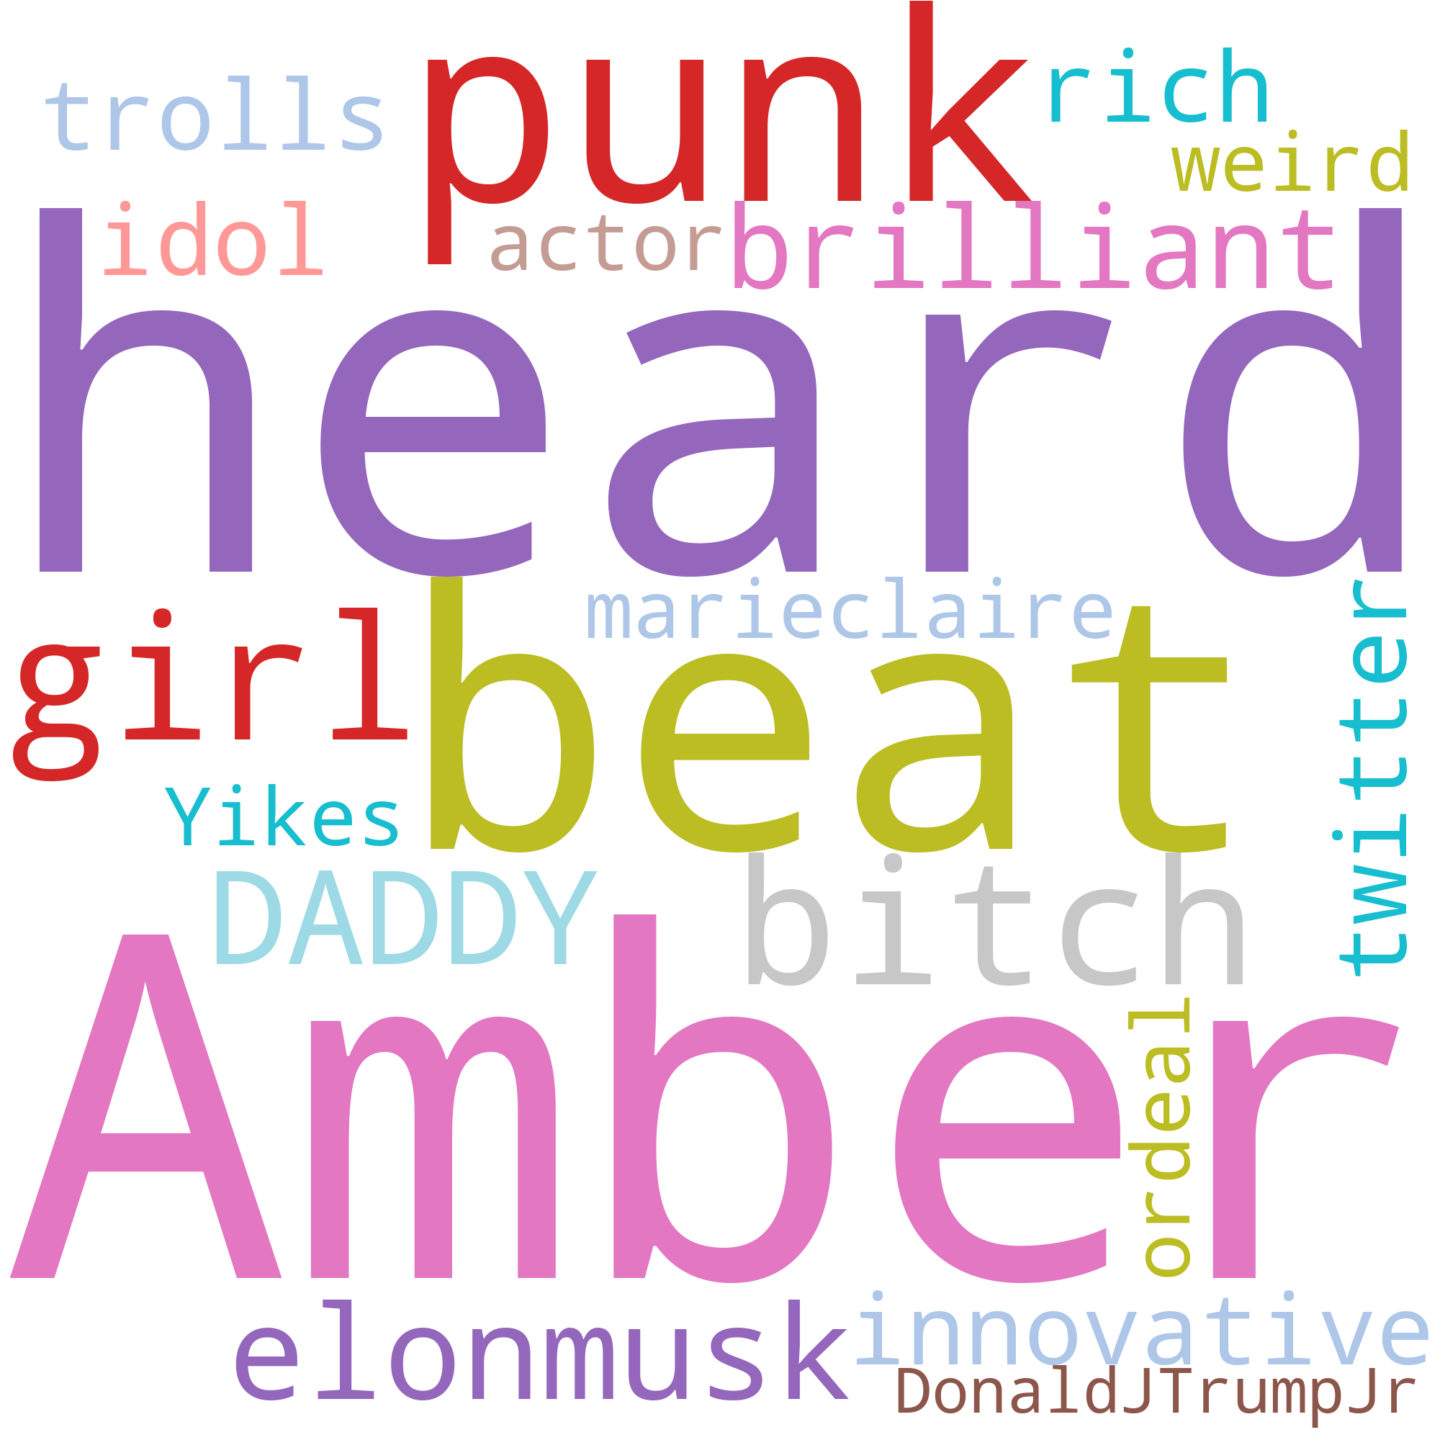 punk
rich
trolls
weird
idol
actor
brilliant
heard
marieclaire
girl
beat
twitter
Yikes
DADDY
bitch
Amber
ordeal
elonmusk
innovative
DonaldJTrumpJr